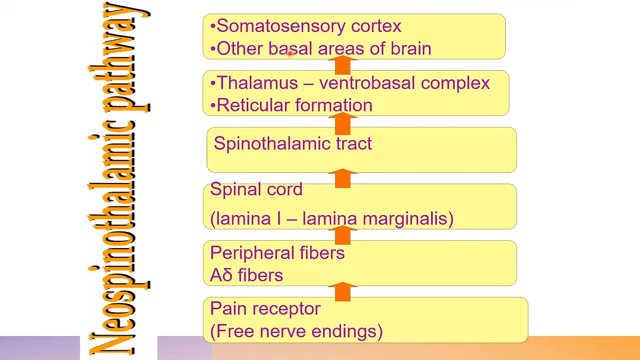 Neospinothalamic pathway
•Somatosensory cortex
•Other basal areas of brain
•Thalamus – ventrobasal complex
•Reticular formation
Spinothalamic tract
Spinal cord
(lamina I – lamina marginalis)
Peripheral fibers
Aδ fibers
Pain receptor
(Free nerve endings)